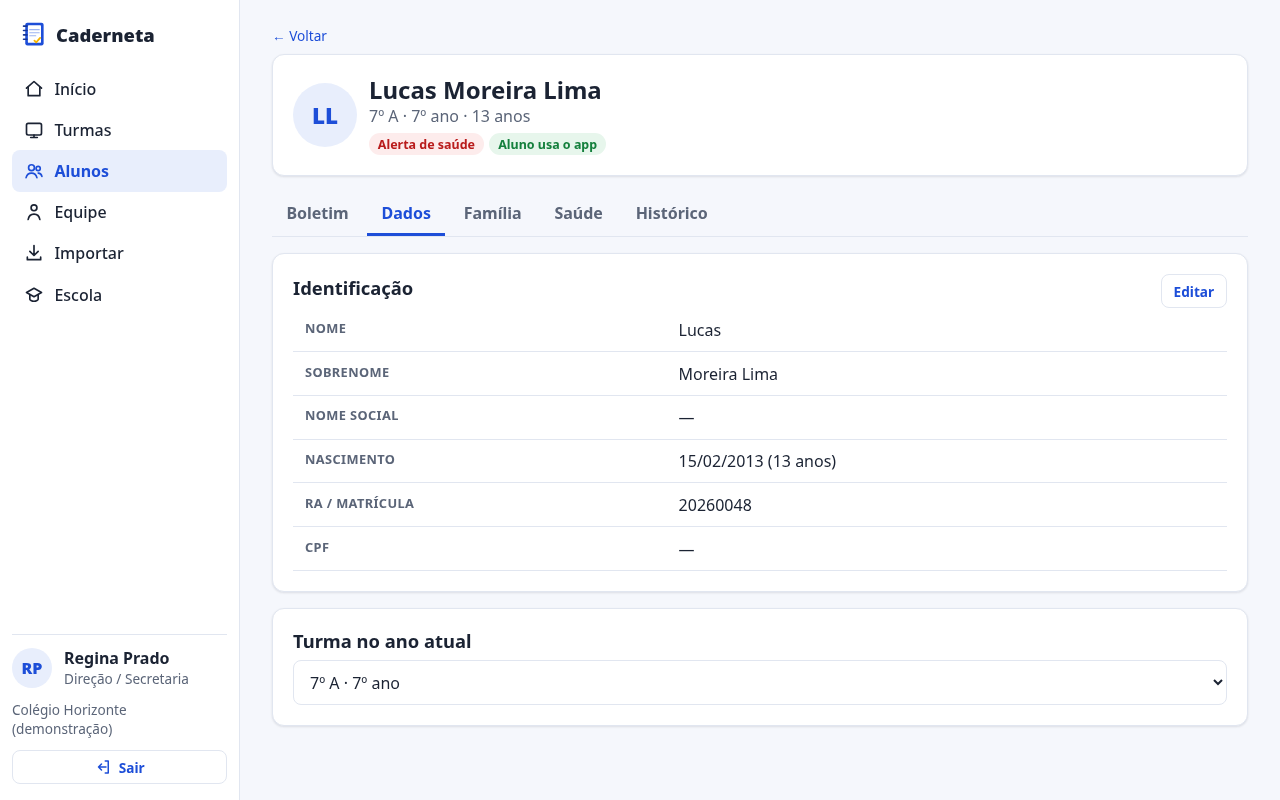 Caderneta
Início
Turmas
Alunos
Equipe
Importar
Escola
RP
Regina Prado
Direção / Secretaria
Colégio Horizonte
(demonstração)
Sair
← Voltar
LL
Lucas Moreira Lima
7º A · 7º ano · 13 anos
Alerta de saúde Aluno usa o app
Boletim Dados Família Saúde Histórico
Identificação
Editar
NOME Lucas
SOBRENOME Moreira Lima
NOME SOCIAL —
NASCIMENTO 15/02/2013 (13 anos)
RA / MATRÍCULA 20260048
CPF —
Turma no ano atual
7º A · 7º ano